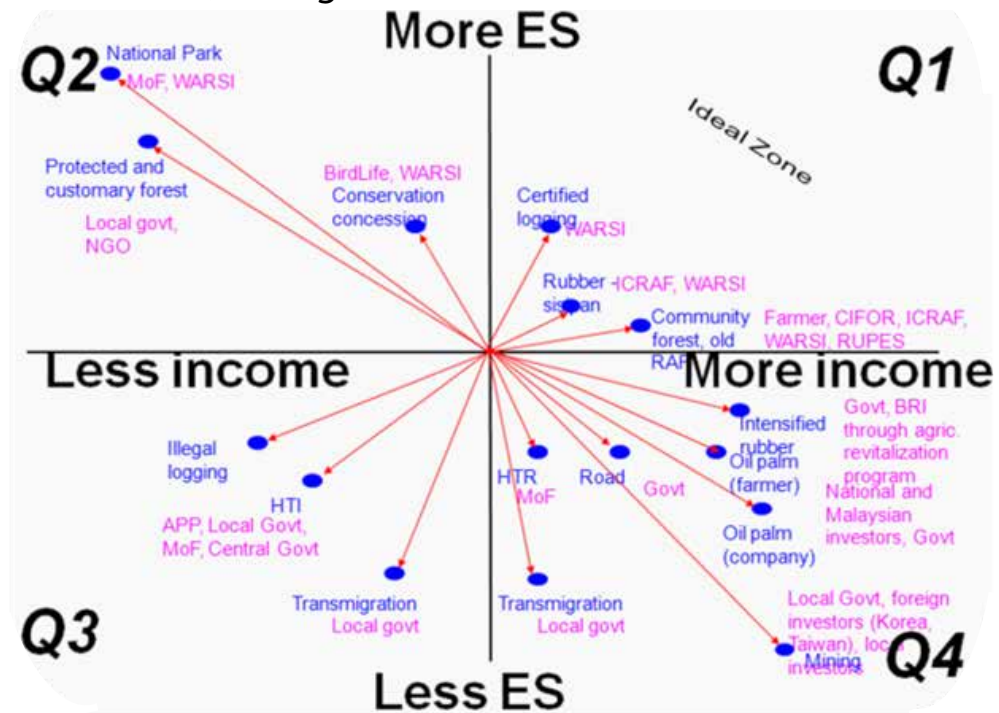 More ES
Q2
Q1
National Park
MoF, WARSI
Ideal Zone
Protected and
customary forest
Local govt,
NGO
BirdLife, WARSI
Conservation
concession
Certified
logging
WARSI
Rubber -
sisipan
ICRAF, WARSI
Community
forest, old
RAF
Farmer, CIFOR, ICRAF,
WARSI, RUPES
Less income
More income
Illegal
logging
HTI
APP, Local Govt,
MoF, Central Govt
HTR
MoF
Road
Govt
Intensified
rubber
Govt, BRI
through agric.
revitalization
program
Oil palm
(farmer)
National and
Malaysian
investors, Govt
Oil palm
(company)
Transmigration
Local govt
Transmigration
Local govt
Local Govt, foreign
investors (Korea,
Taiwan), local
investors
Mining
Q3
Q4
Less ES